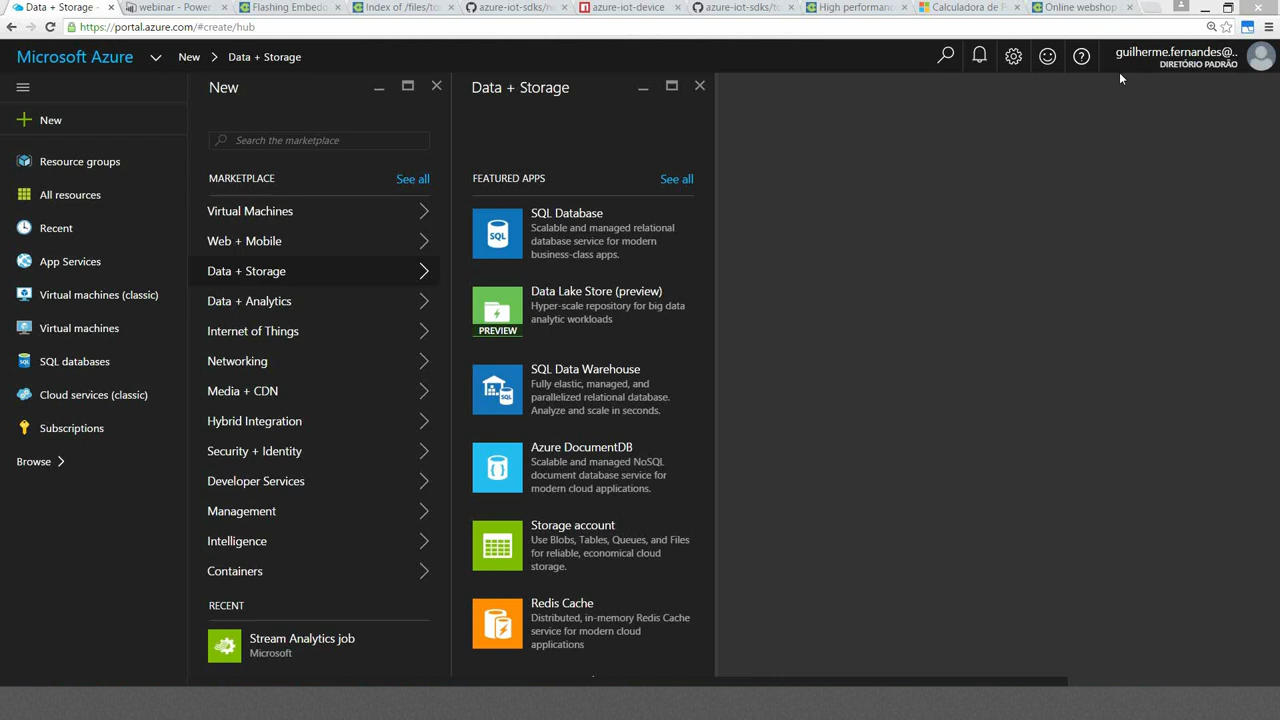 Data + Storage
webinar - Power
Flashing Embedo
Index of /files/to
azure-iot-sdks/n
azure-iot-device
azure-iot-sdks/to
High performanc
Calculadora de P
Online webshop
https://portal.azure.com/#create/hub
Microsoft Azure
New
Data + Storage
guilherme.fernandes@..
DIRETÓRIO PADRÃO
New
Resource groups
All resources
Recent
App Services
Virtual machines (classic)
Virtual machines
SQL databases
Cloud services (classic)
Subscriptions
Browse
New
Search the marketplace
MARKETPLACE
See all
Virtual Machines
Web + Mobile
Data + Storage
Data + Analytics
Internet of Things
Networking
Media + CDN
Hybrid Integration
Security + Identity
Developer Services
Management
Intelligence
Containers
RECENT
Stream Analytics job
Microsoft
Data + Storage
FEATURED APPS
See all
SQL
SQL Database
Scalable and managed relational
database service for modern
business-class apps.
PREVIEW
Data Lake Store (preview)
Hyper-scale repository for big data
analytic workloads
SQL
SQL Data Warehouse
Fully elastic, managed, and
parallelized relational database.
Analyze and scale in seconds.
Azure DocumentDB
Scalable and managed NoSQL
document database service for
modern cloud applications.
Storage account
Use Blobs, Tables, Queues, and Files
for reliable, economical cloud
storage.
Redis Cache
Distributed, in-memory Redis Cache
service for modern cloud
applications